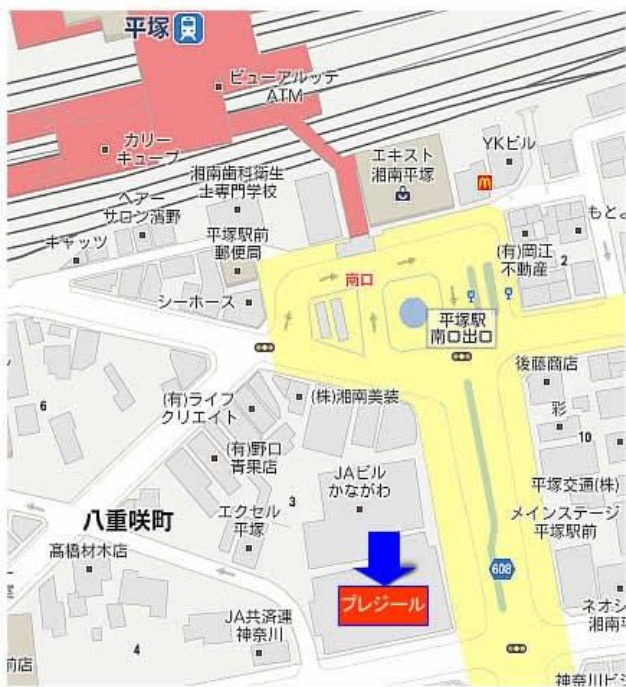 平塚
ビューアルッテ
ATM
カリー
キューブ
湘南歯科衛生
士専門学校
エキスト
湘南平塚
YKビル
ヘアー
サロン濱野
キャッツ
平塚駅前
郵便局
シーホース
南口
(有)岡江
不動産
2
平塚駅
南口出口
後藤商店
彩
10
6
(有)ライフ
クリエイト
(株)湘南美装
(有)野口
青果店
JAビル
かながわ
平塚交通(株)
エクセル
平塚
3
メインステージ
平塚駅前
八重咲町
髙橋材木店
608
プレジール
JA共済連
神奈川
4
ネオシ
湘南平
前店
神奈川ビジ